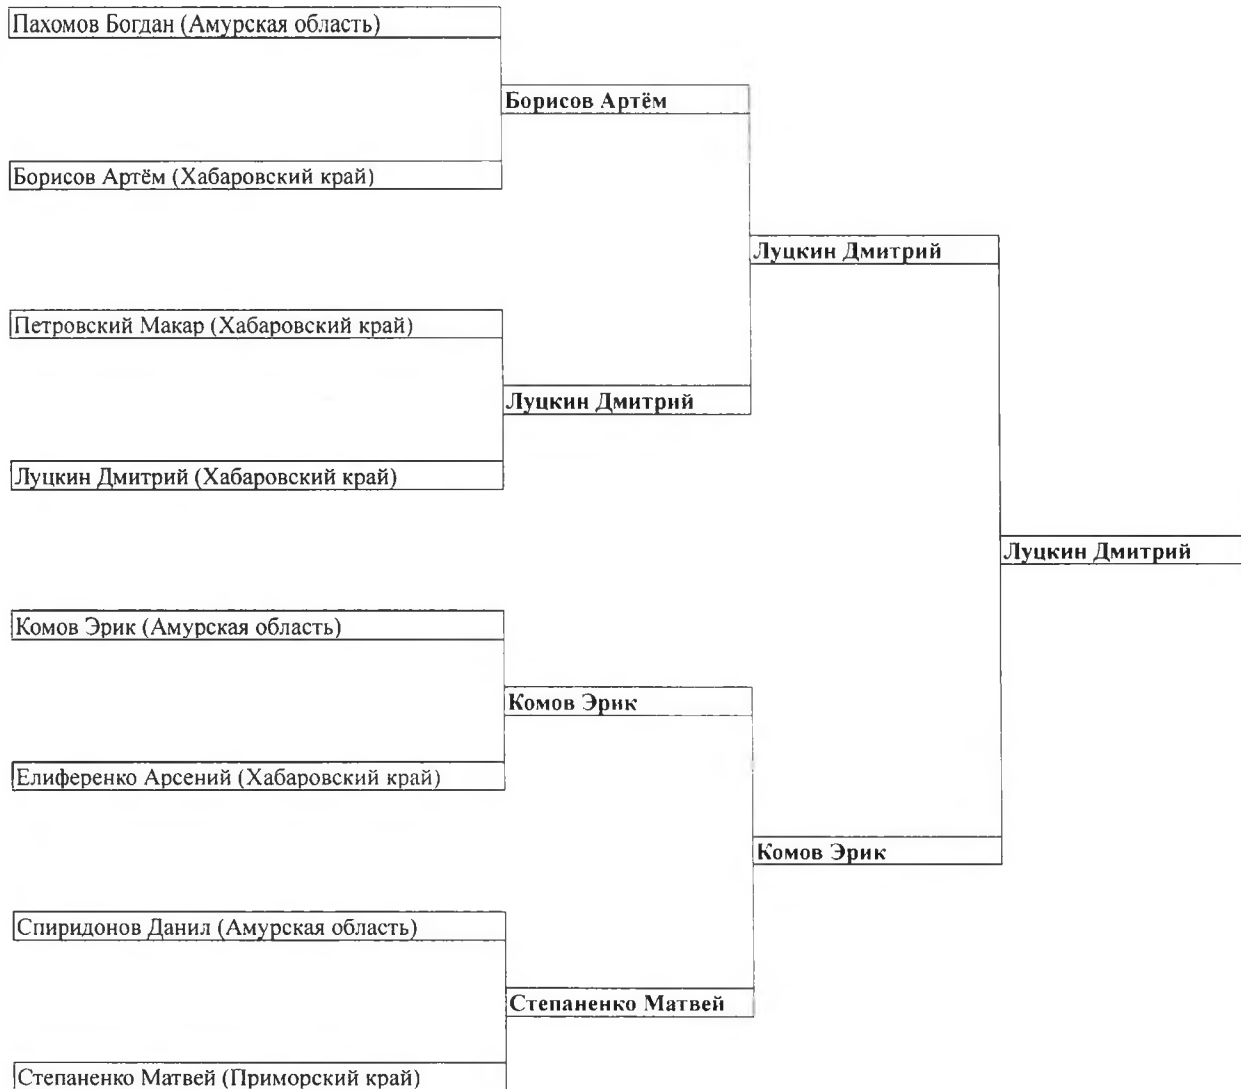 Пахомов Богдан (Амурская область)
Борисов Артём
Борисов Артём (Хабаровский край)
Луцкин Дмитрий
Петровский Макар (Хабаровский край)
Луцкин Дмитрий
Луцкин Дмитрий (Хабаровский край)
Луцкин Дмитрий
Комов Эрик (Амурская область)
Комов Эрик
Елиференко Арсений (Хабаровский край)
Комов Эрик
Спиридонов Данил (Амурская область)
Степаненко Матвей
Степаненко Матвей (Приморский край)